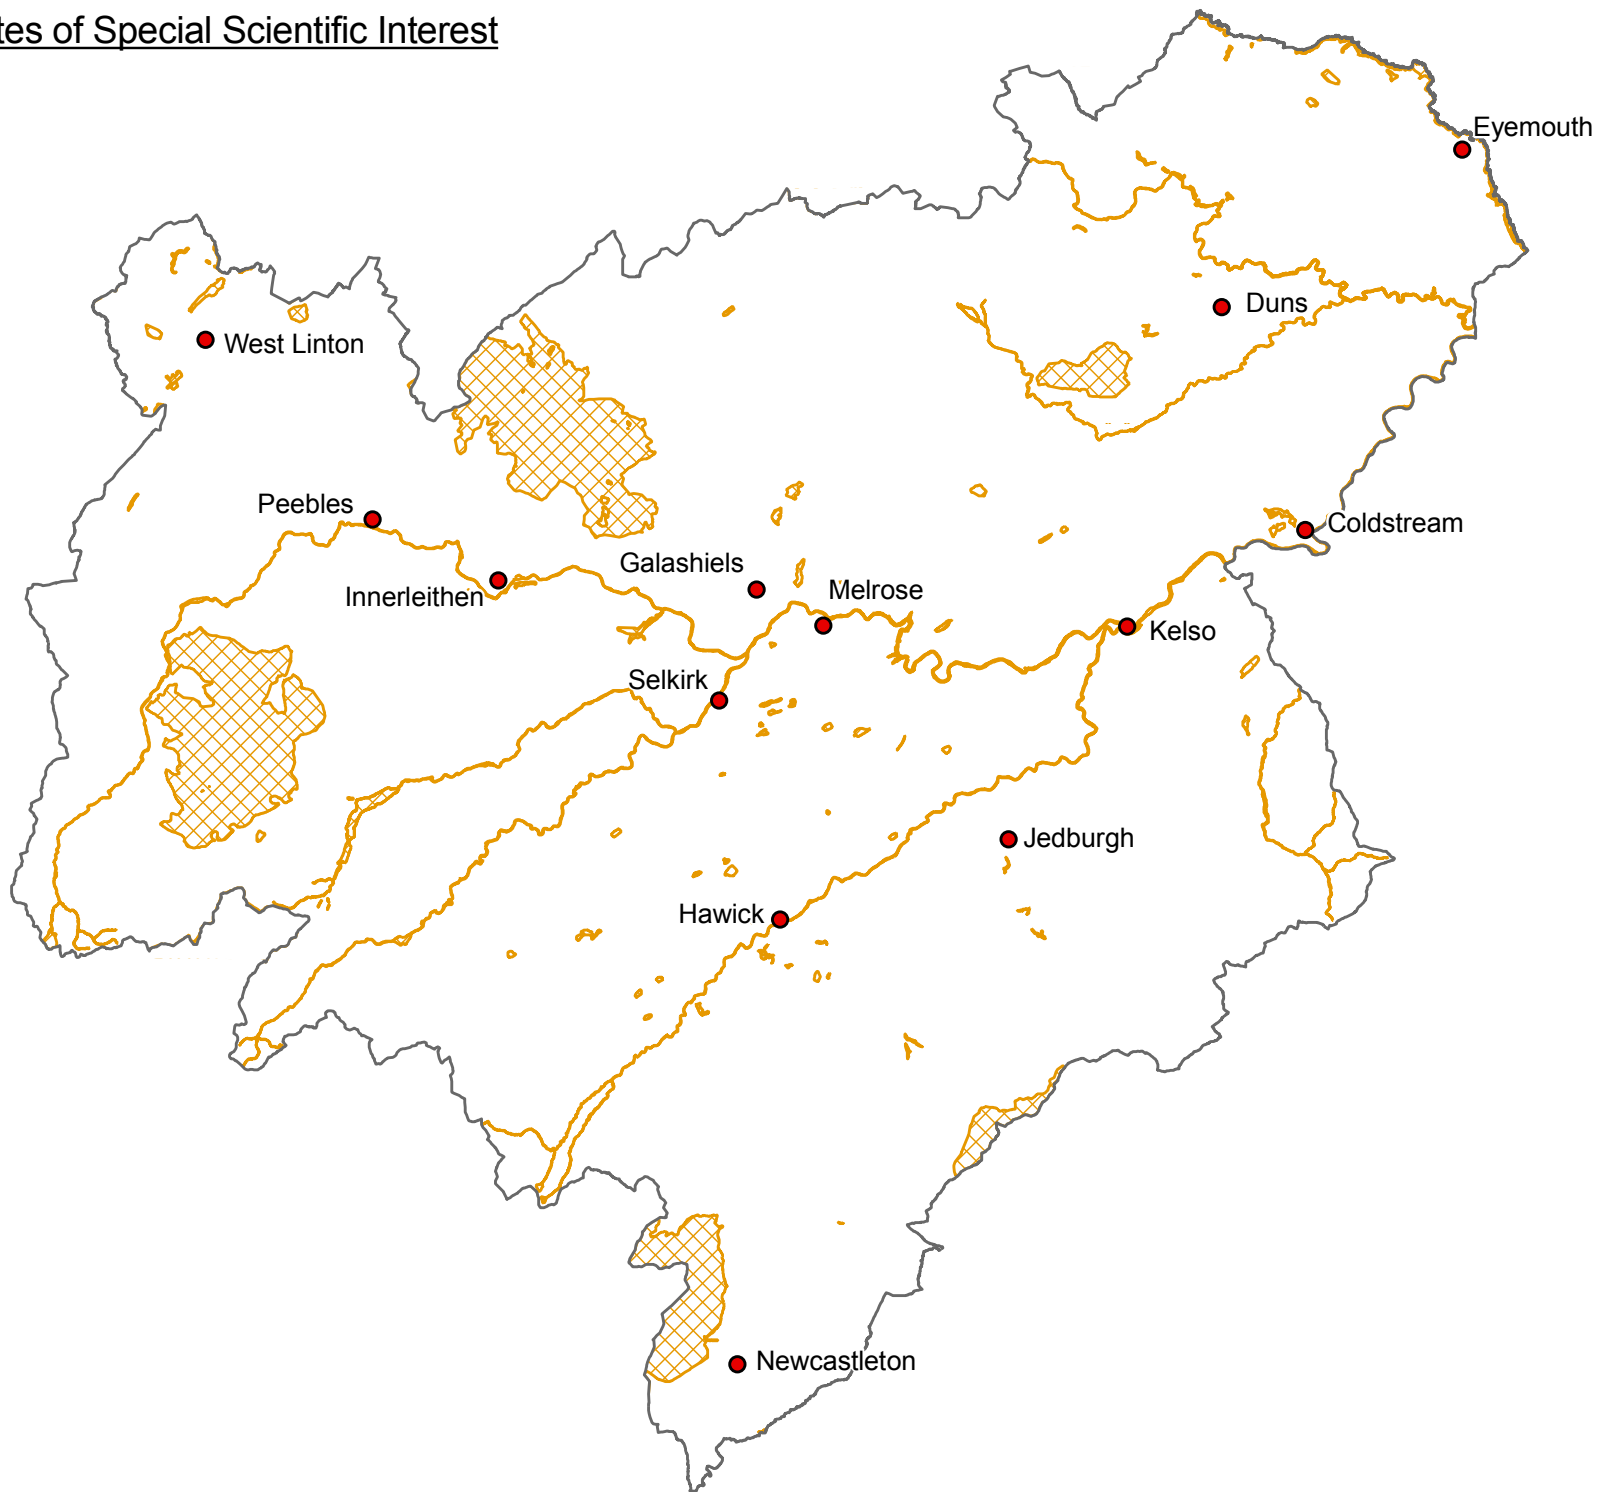 tes of Special Scientific Interest
Eyemouth
Duns
West Linton
Peebles
Coldstream
Galashiels
Innerleithen
Melrose
Kelso
Selkirk
Jedburgh
Hawick
Newcastleton